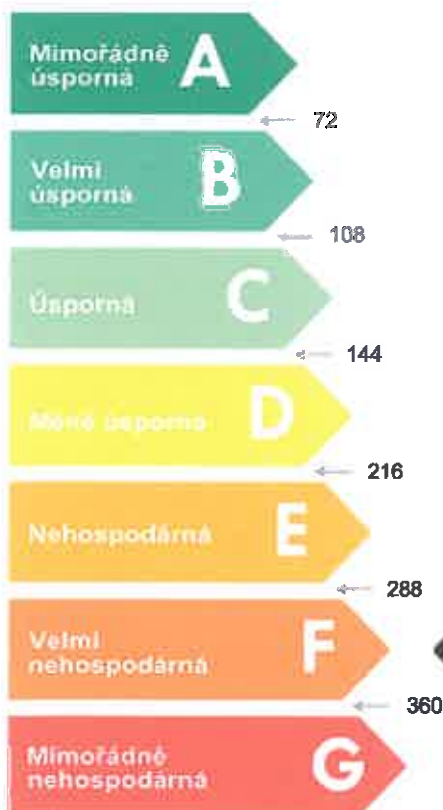 Mimořádně
úsporná
A
72
Velmi
úsporná
B
108
Úsporná
C
144
Méně úsporná
D
216
Nehospodárná
E
288
Velmi
nehospodárná
F
360
Mimořádně
nehospodárná
G